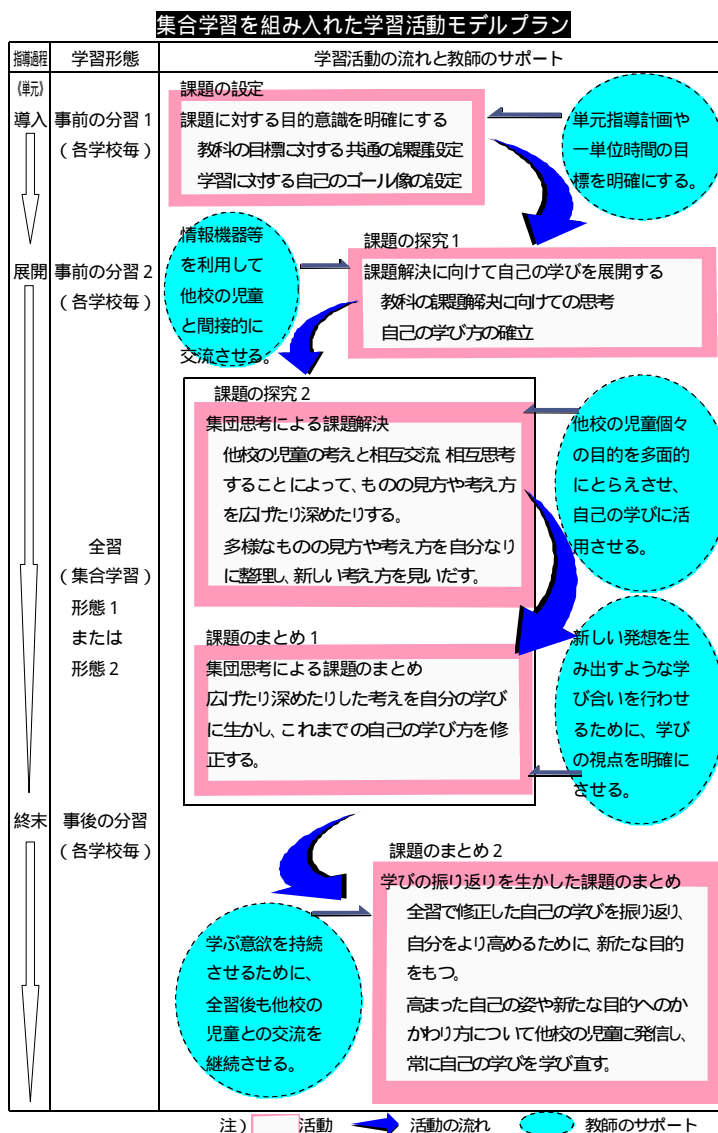 集合学習を組み入れた学習活動モデルプラン
指導過程
学習形態
学習活動の流れと教師のサポート
(単元)
導入
事前の分習1
(各学校毎)
課題の設定
課題に対する目的意識を明確にする
教科の目標に対する共通の課題設定
学習に対する自己のゴール像の設定
単元指導計画や
一単位時間の目
標を明確にする。
展開
事前の分習2
(各学校毎)
情報機器等
を利用して
他校の児童
と間接的に
交流させる。
課題の探究1
課題解決に向けて自己の学びを展開する
教科の課題解決に向けての思考
自己の学び方の確立
全習
(集合学習)
形態1
または
形態2
課題の探究2
集団思考による課題解決
他校の児童の考えと相互交流、相互思考
することによって、ものの見方や考え方
を広げたり深めたりする。
多様なものの見方や考え方を自分なり
に整理し、新しい考え方を見いだす。
他校の児童個々
の目的を多面的
にとらえさせ、
自己の学びに活
用させる。
課題のまとめ1
集団思考による課題のまとめ
広げたり深めたりした考えを自分の学び
に生かし、これまでの自己の学び方を修
正する。
新しい発想を生
み出すような学
び合いを行わせ
るために、学び
の視点を明確に
させる。
終末
事後の分習
(各学校毎)
課題のまとめ2
学びの振り返りを生かした課題のまとめ
全習で修正した自己の学びを振り返り、
自分をより高めるために、新たな目的
をもつ。
高まった自己の姿や新たな目的へのか
かわり方について他校の児童に発信し、
常に自己の学びを学び直す。
学ぶ意欲を持続
させるために、
全習後も他校の
児童との交流を
継続させる。
注) 活動 活動の流れ 教師のサポート